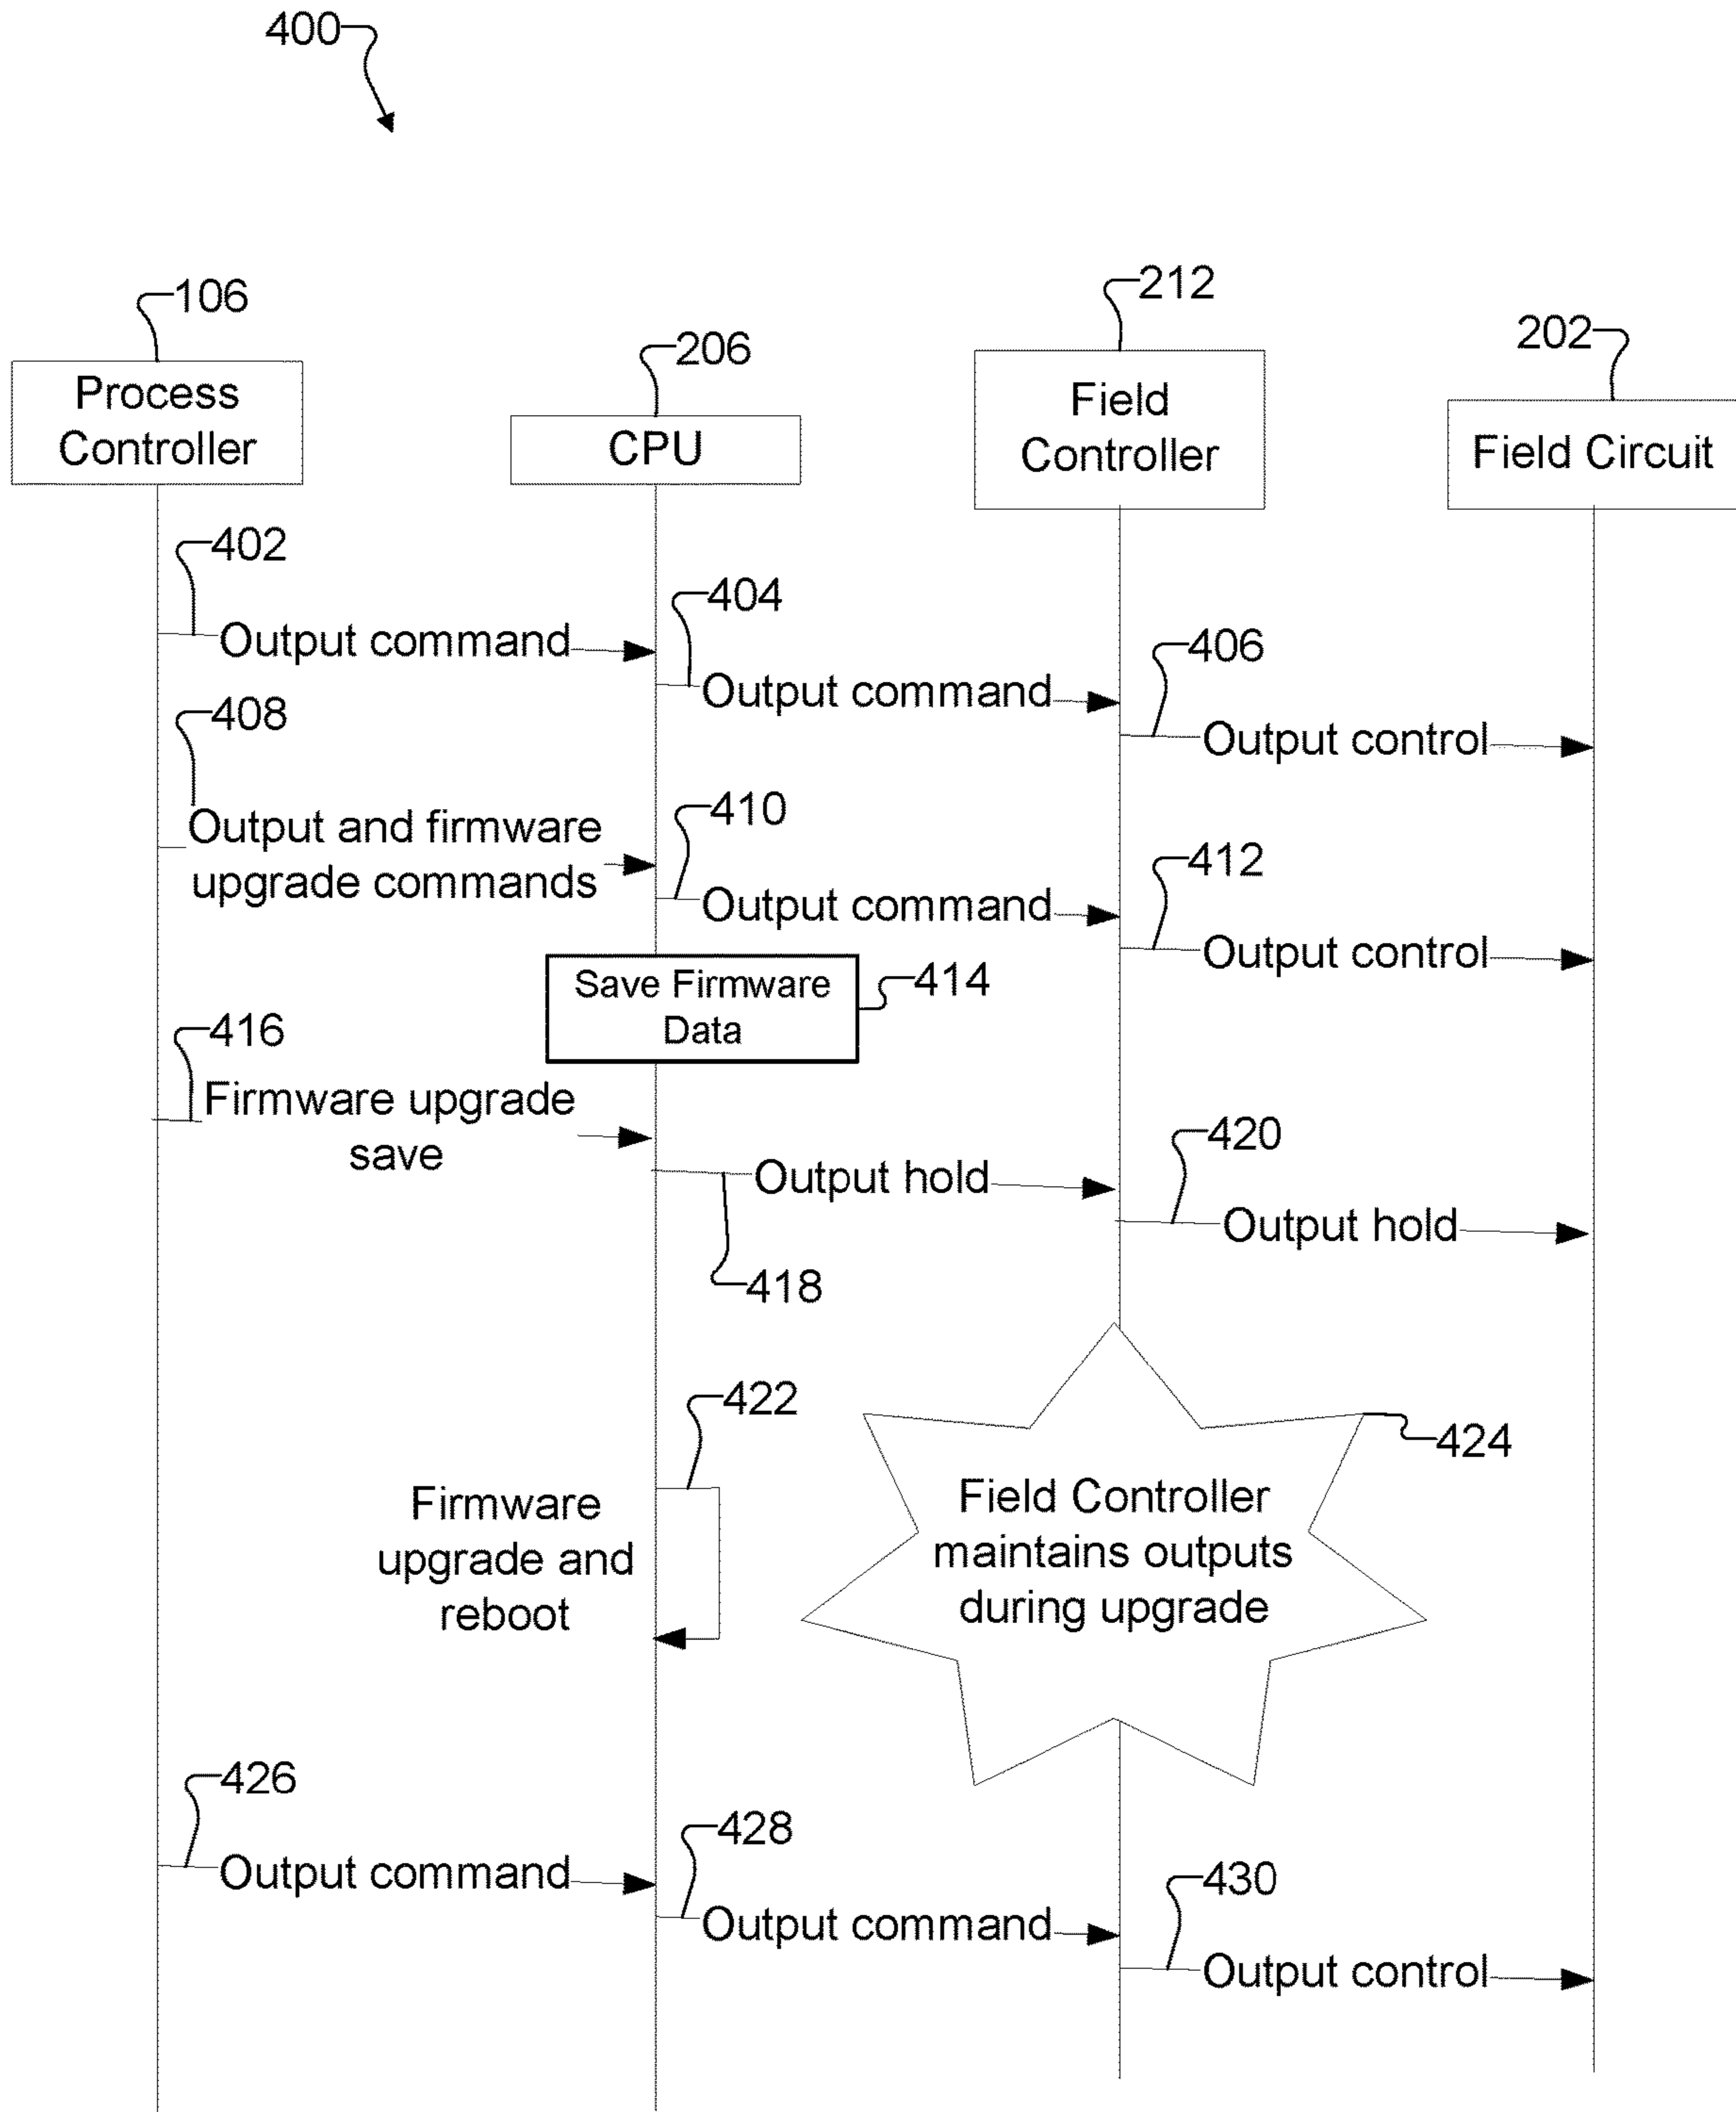 400
106
212
206
202
Process
Controller
CPU
Field
Controller
Field Circuit
402
Output command
404
Output command
406
Output control
408
Output and firmware
upgrade commands
410
Output command
412
Output control
Save Firmware
Data
414
416
Firmware upgrade
save
Output hold
418
420
Output hold
422
Firmware
upgrade and
reboot
424
Field Controller
maintains outputs
during upgrade
426
Output command
428
Output command
430
Output control